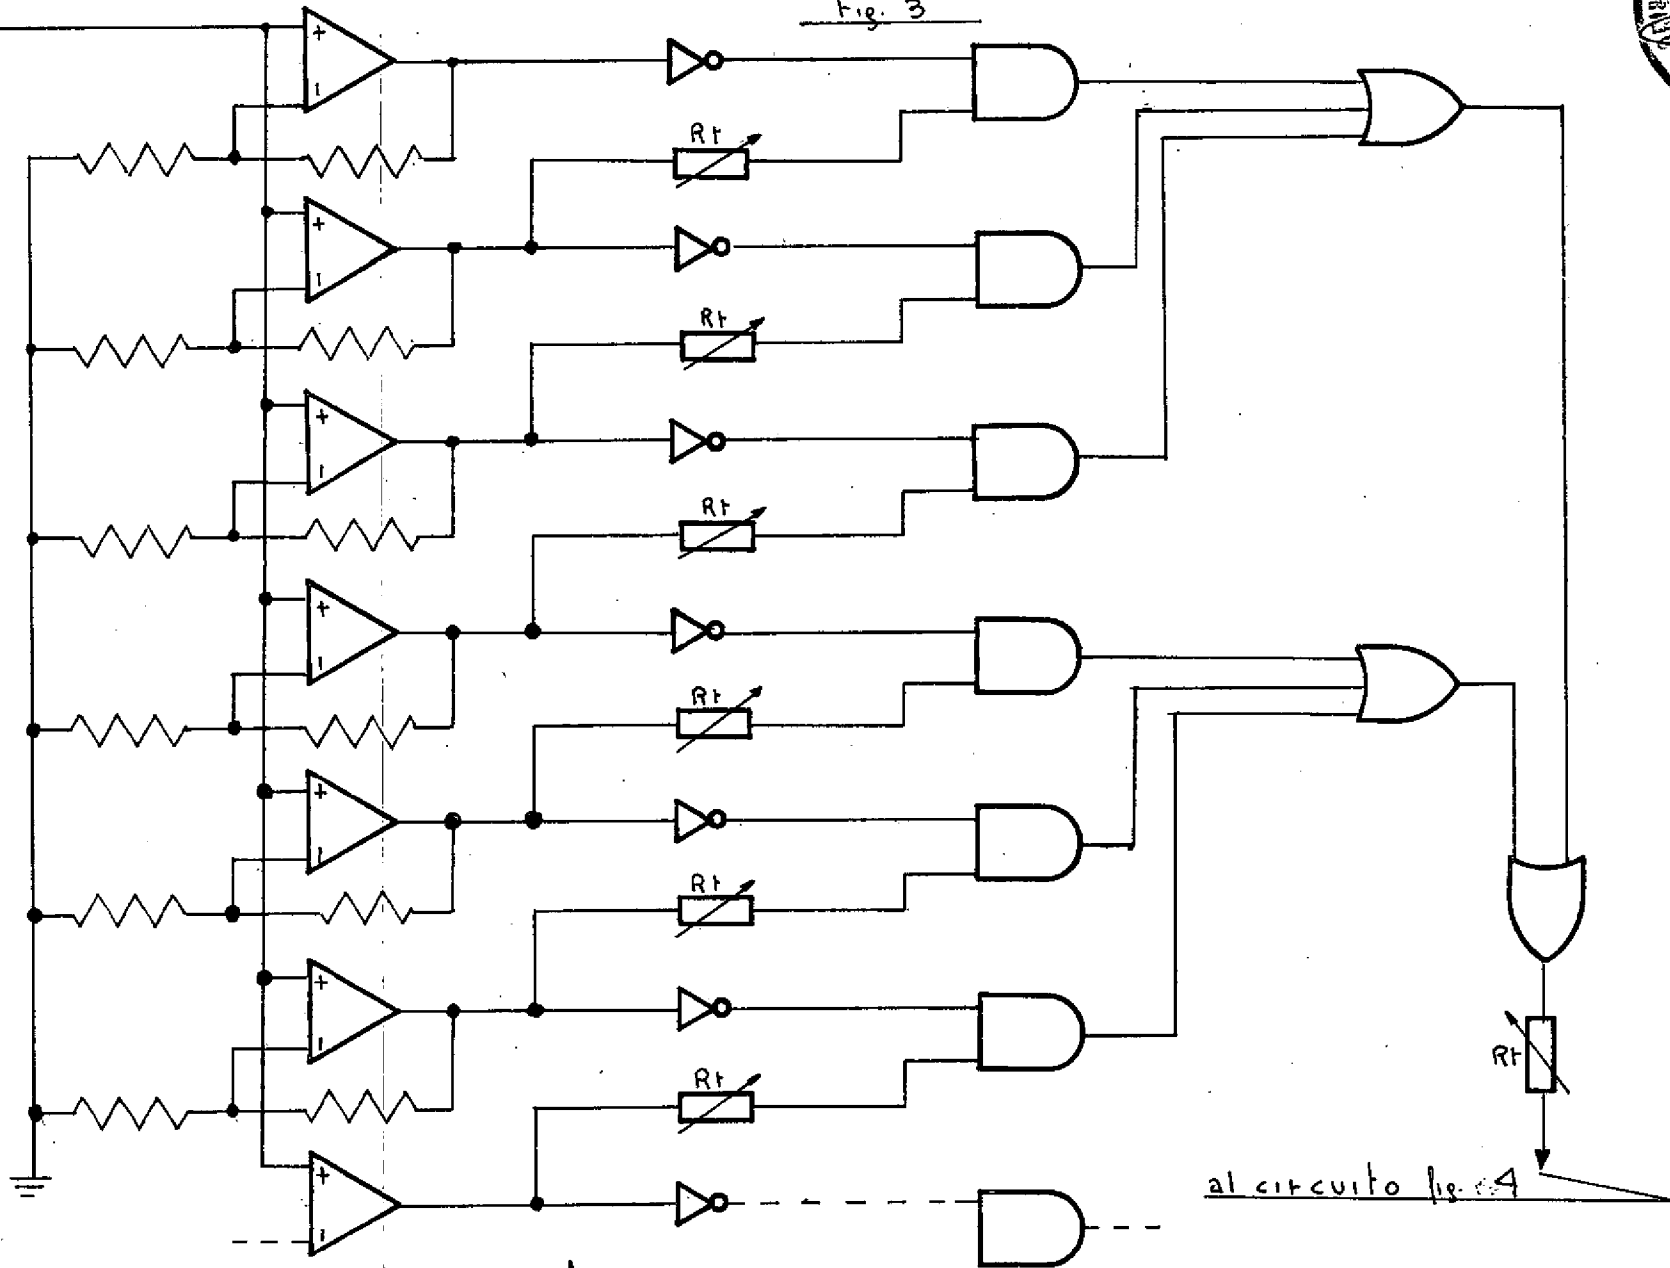 Fig. 3
+
-
Rt
+
-
Rt
+
-
Rt
+
-
Rt
+
-
Rt
+
-
Rt
Rt
+
-
al circuito fig. 4